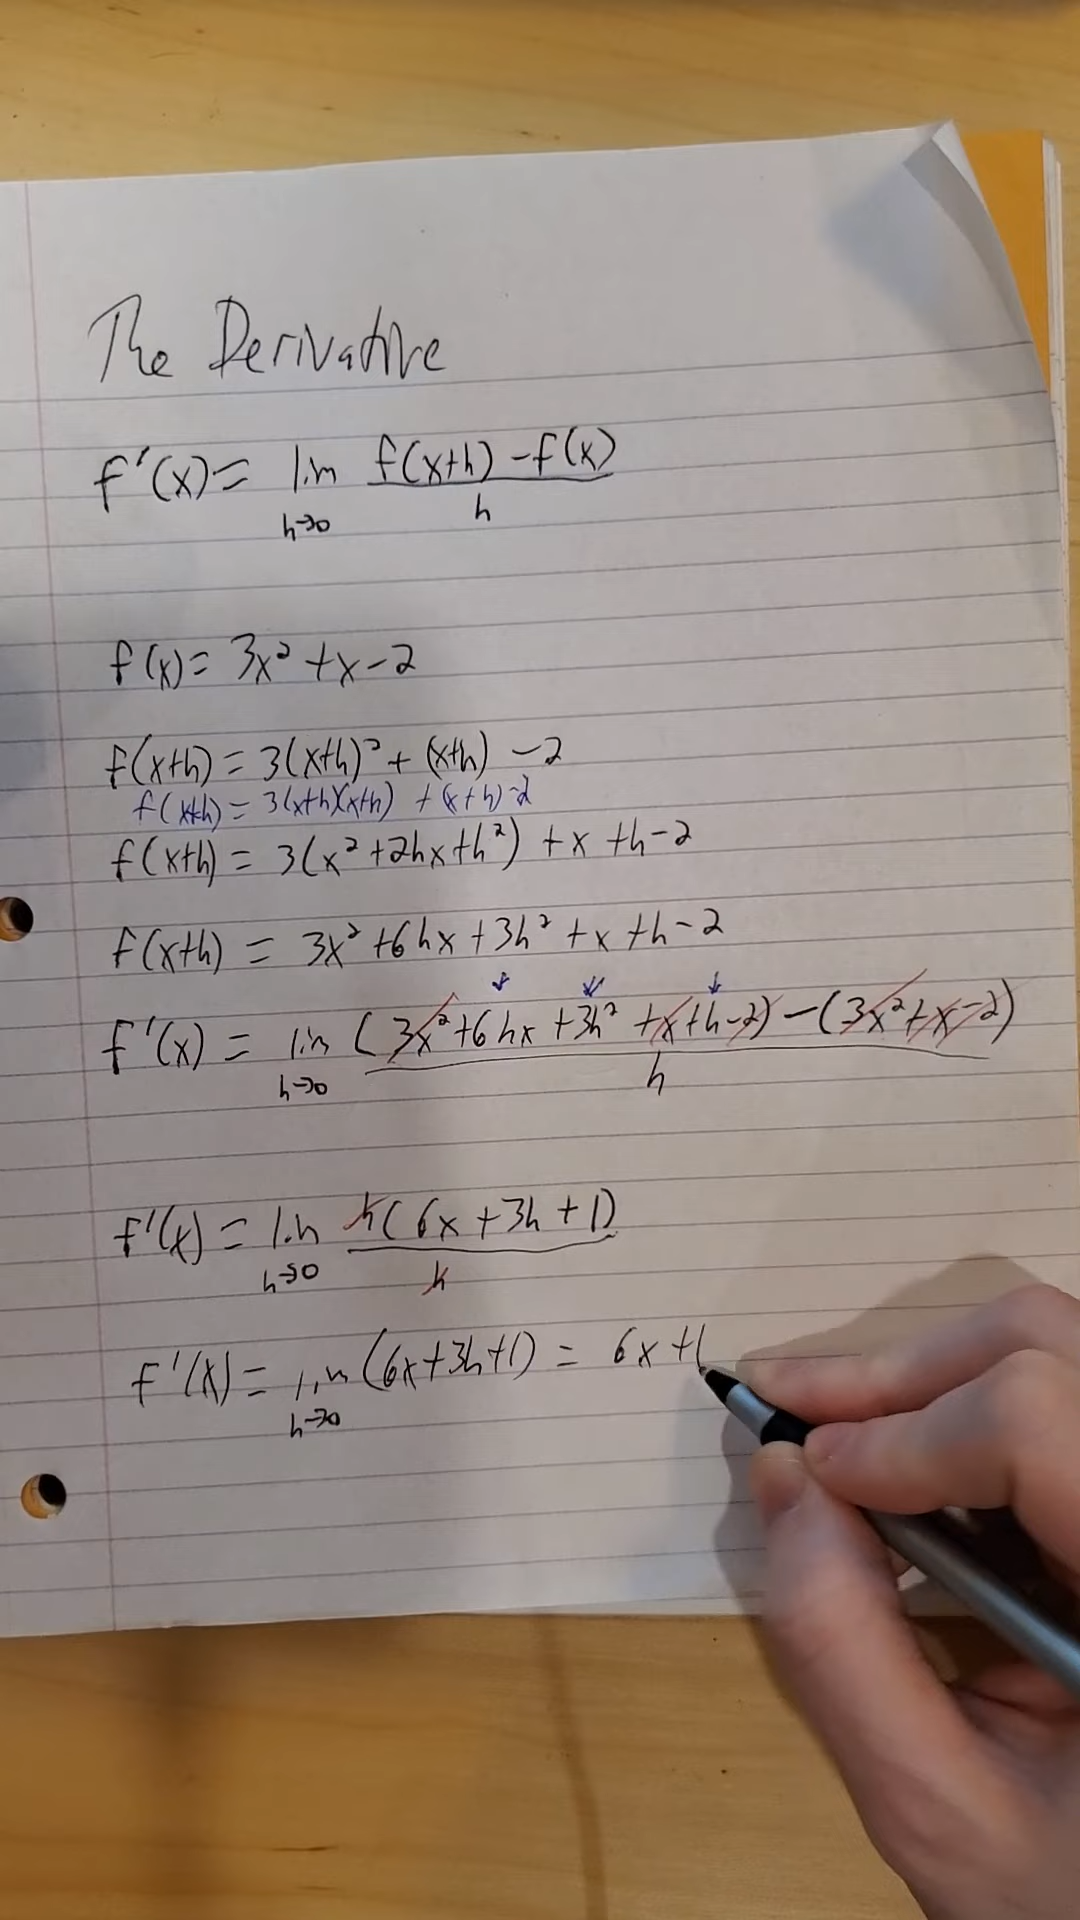 The Derivative
f'(x) = lim f(x+h) - f(x)
h→0 h
f(x) = 3x² + x - 2
f(x+h) = 3(x+h)² + (x+h) - 2
f(x+h) = 3(x+h)(x+h) + (x+h) - 2
f(x+h) = 3(x² + 2hx + h²) + x + h - 2
f(x+h) = 3x² + 6hx + 3h² + x + h - 2
f'(x) = lim (3x² + 6hx + 3h² + x + h - 2) - (3x² + x - 2)
h→0 h
f'(x) = lim h(6x + 3h + 1)
h→0 h
f'(x) = lim (6x + 3h + 1) = 6x + 1
h→0